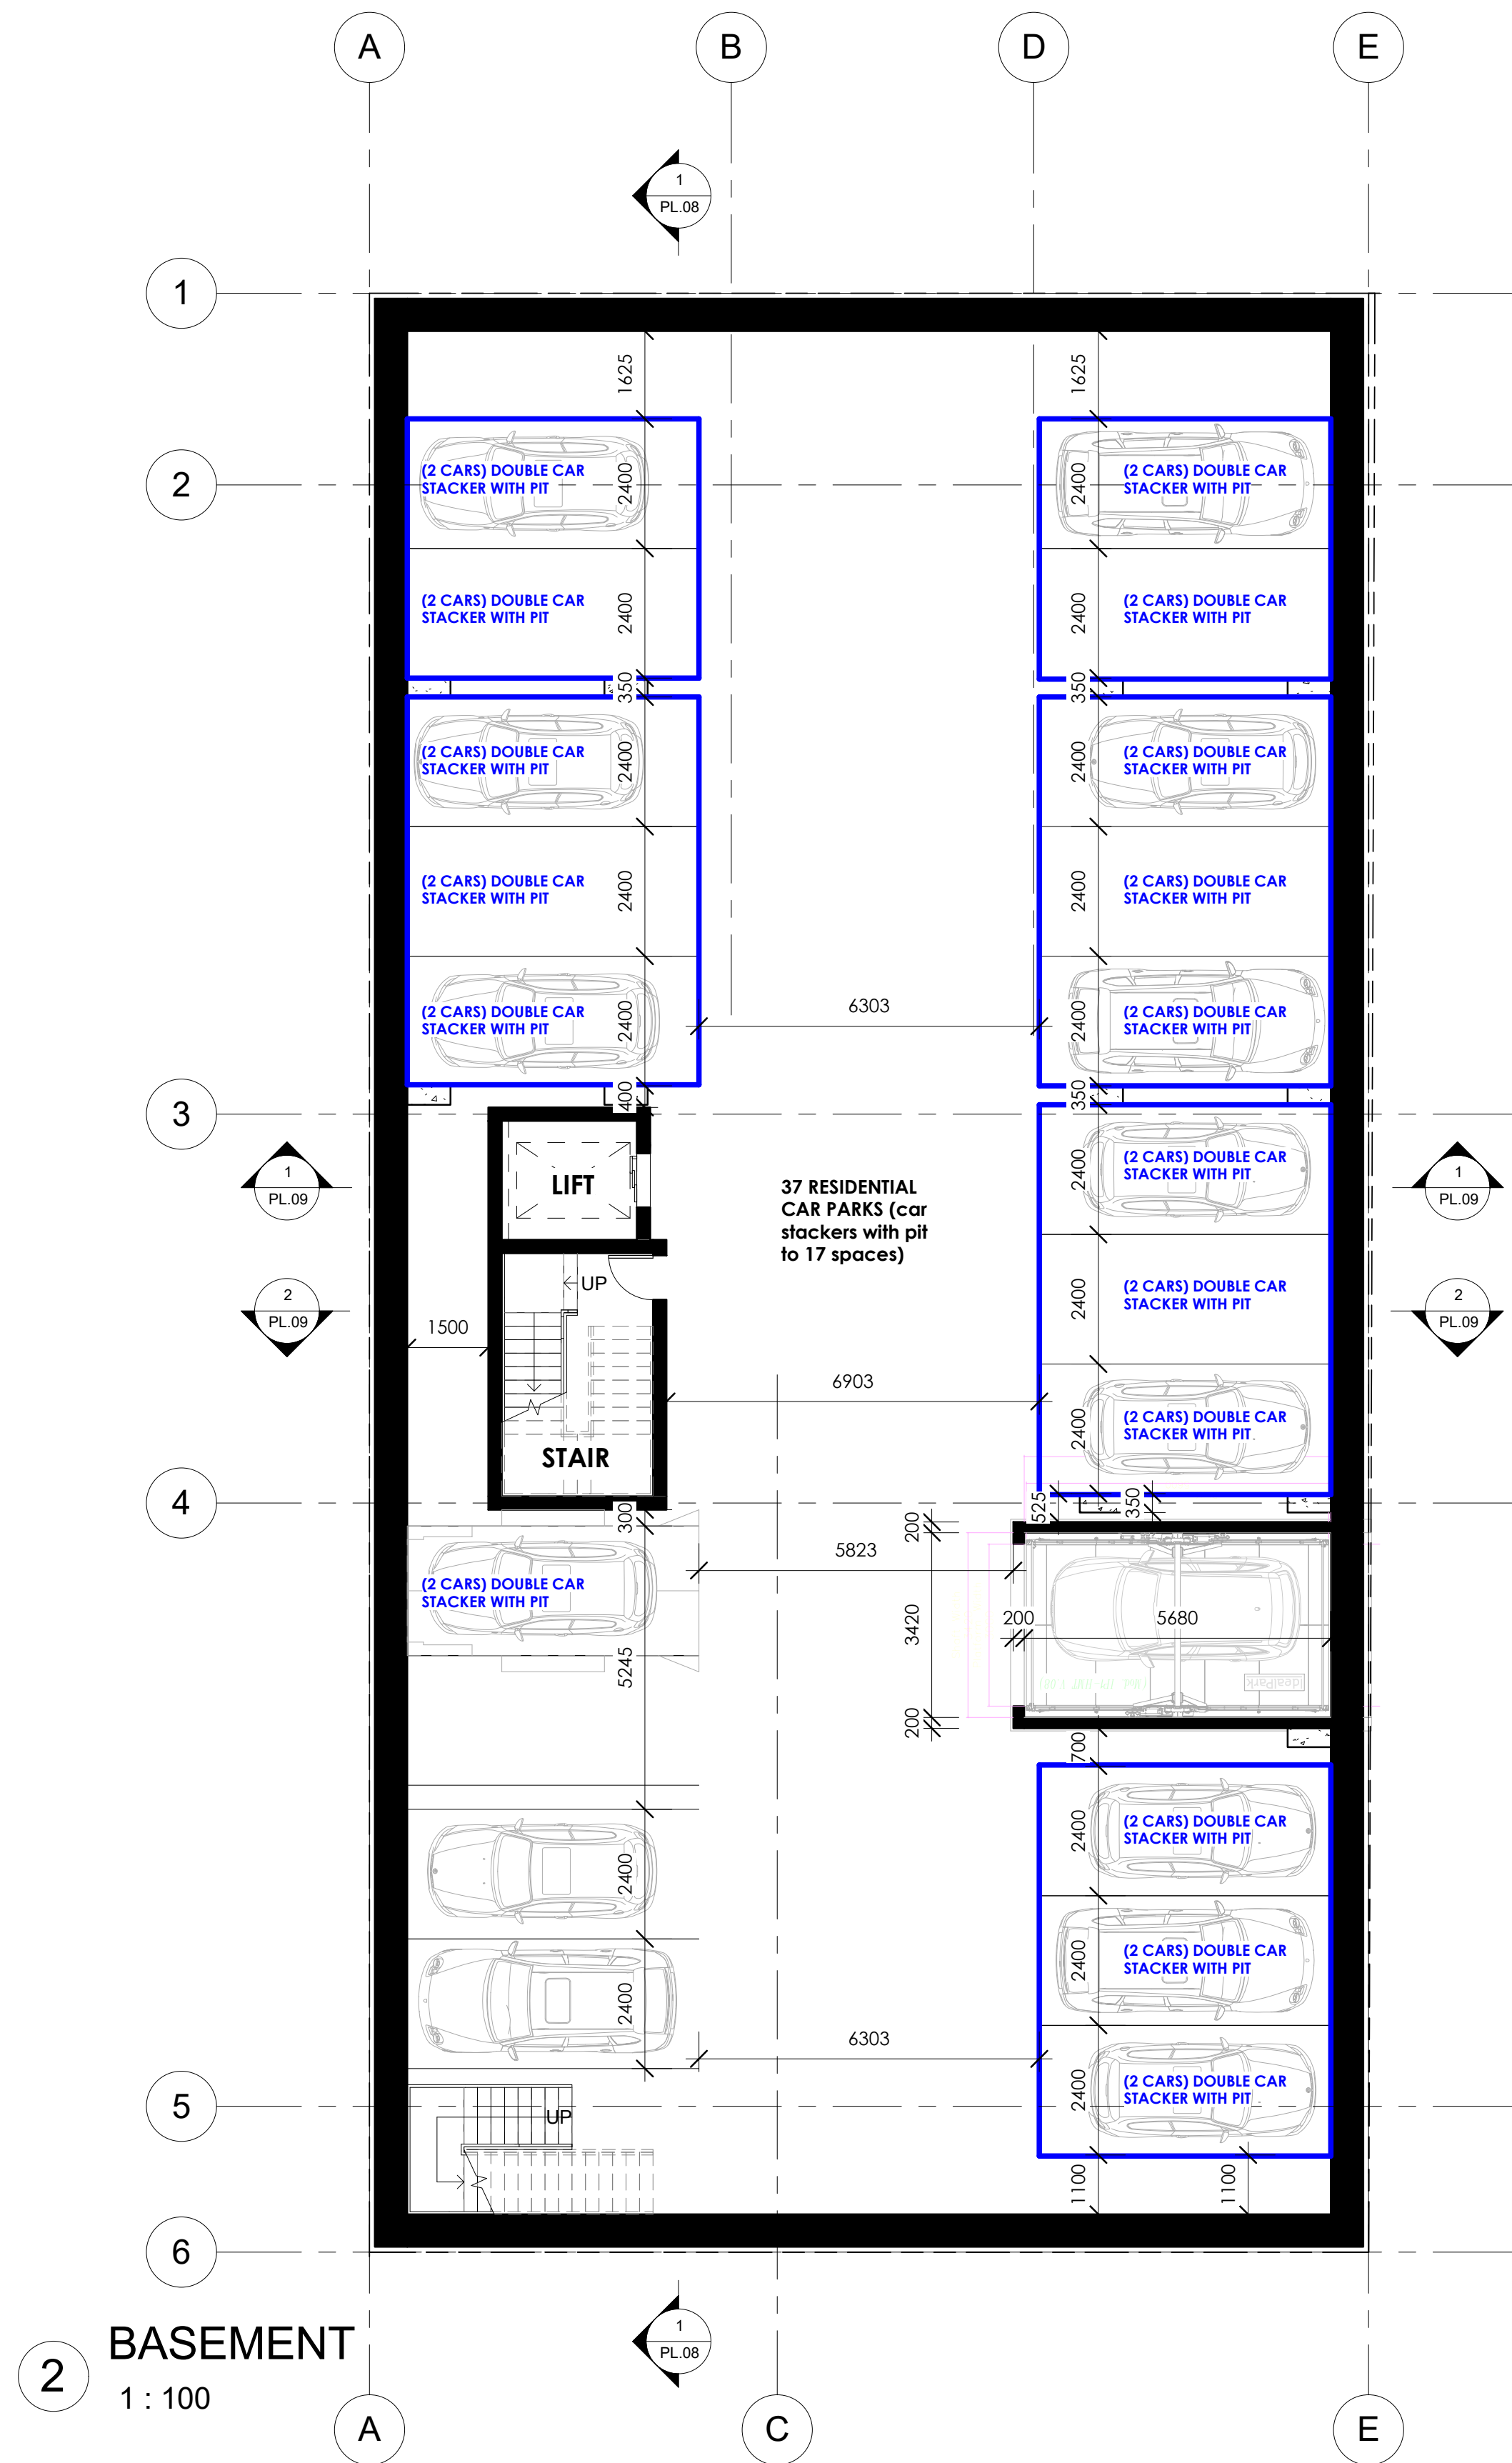 A
B
D
E
1
PL.08
1
1625
1625
2
(2 CARS) DOUBLE CAR
STACKER WITH PIT
2400
2400
(2 CARS) DOUBLE CAR
STACKER WITH PIT
(2 CARS) DOUBLE CAR
STACKER WITH PIT
2400
2400
(2 CARS) DOUBLE CAR
STACKER WITH PIT
350
350
(2 CARS) DOUBLE CAR
STACKER WITH PIT
2400
2400
(2 CARS) DOUBLE CAR
STACKER WITH PIT
(2 CARS) DOUBLE CAR
STACKER WITH PIT
2400
2400
(2 CARS) DOUBLE CAR
STACKER WITH PIT
(2 CARS) DOUBLE CAR
STACKER WITH PIT
2400
6303
2400
(2 CARS) DOUBLE CAR
STACKER WITH PIT
400
350
3
1
PL.09
LIFT
37 RESIDENTIAL
CAR PARKS (car
stackers with pit
to 17 spaces)
2400
(2 CARS) DOUBLE CAR
STACKER WITH PIT
1
PL.09
UP
2
PL.09
1500
2400
(2 CARS) DOUBLE CAR
STACKER WITH PIT
2
PL.09
6903
STAIR
2400
(2 CARS) DOUBLE CAR
STACKER WITH PIT
4
300
525
350
200
5823
(2 CARS) DOUBLE CAR
STACKER WITH PIT
3420
200
5680
5245
IdealPark
200
700
2400
2400
(2 CARS) DOUBLE CAR
STACKER WITH PIT
2400
2400
(2 CARS) DOUBLE CAR
STACKER WITH PIT
6303
5
UP
2400
(2 CARS) DOUBLE CAR
STACKER WITH PIT
1100
1100
6
1
PL.08
2
BASEMENT
1 : 100
A
C
E